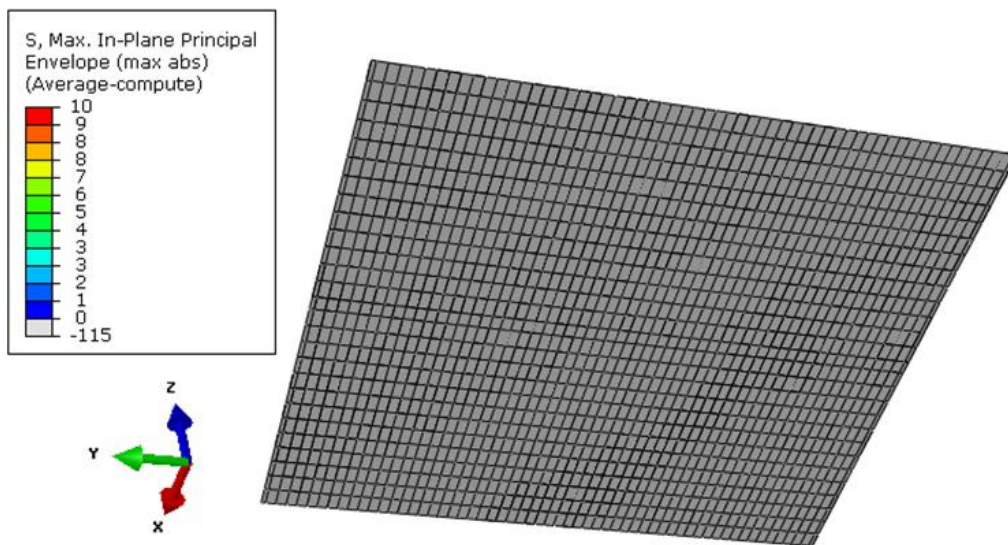 S, Max. In-Plane Principal
Envelope (max abs)
(Average-compute)
10
9
8
8
7
6
5
4
3
3
2
1
0
-115
Z
Y
X